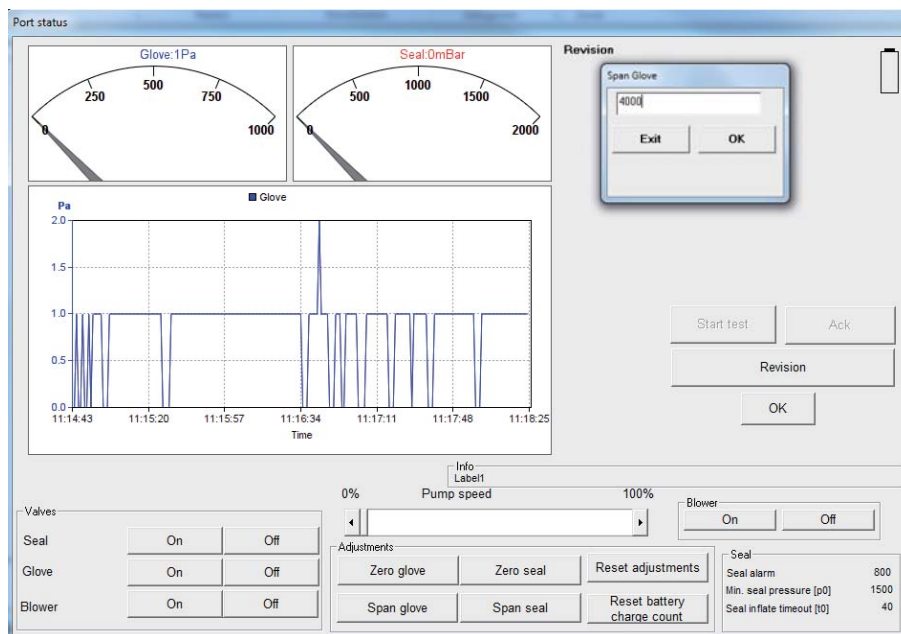 Port status
Glove:1Pa
0 250 500 750 1000
Seal:0mBar
0 500 1000 1500 2000
Revision
Span Glove
4000
Exit OK
Glove
Pa
2.0
1.5
1.0
0.5
0.0
11:14:43 11:15:20 11:15:57 11:16:34 11:17:11 11:17:48 11:18:25
Time
Start test Ack
Revision
OK
Info
Label1
0% Pump speed 100%
Valves
Seal On Off
Glove On Off
Blower On Off
Adjustments
Zero glove Zero seal Reset adjustments
Span glove Span seal Reset battery
charge count
Blower
On Off
Seal
Seal alarm 800
Min. seal pressure [p0] 1500
Seal inflate timeout [t0] 40